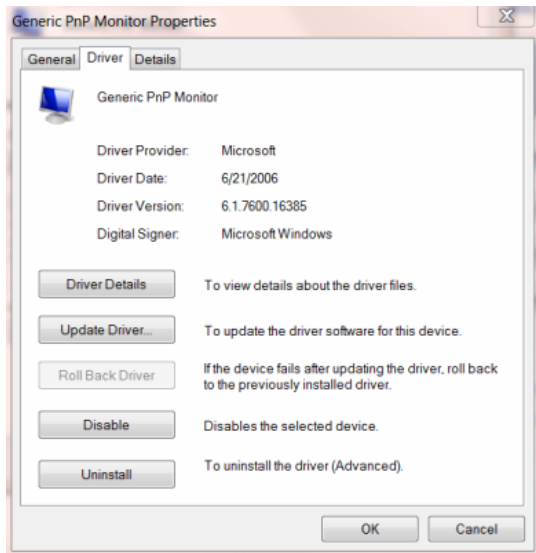 Generic PnP Monitor Properties
General Driver Details
Generic PnP Monitor
Driver Provider: Microsoft
Driver Date: 6/21/2006
Driver Version: 6.1.7600.16385
Digital Signer: Microsoft Windows
Driver Details To view details about the driver files.
Update Driver... To update the driver software for this device.
Roll Back Driver If the device fails after updating the driver, roll back
to the previously installed driver.
Disable Disables the selected device.
Uninstall To uninstall the driver (Advanced).
OK Cancel